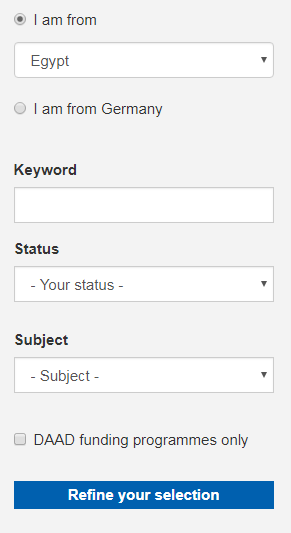 I am from
Egypt
I am from Germany
Keyword
Status
- Your status -
Subject
- Subject -
DAAD funding programmes only
Refine your selection